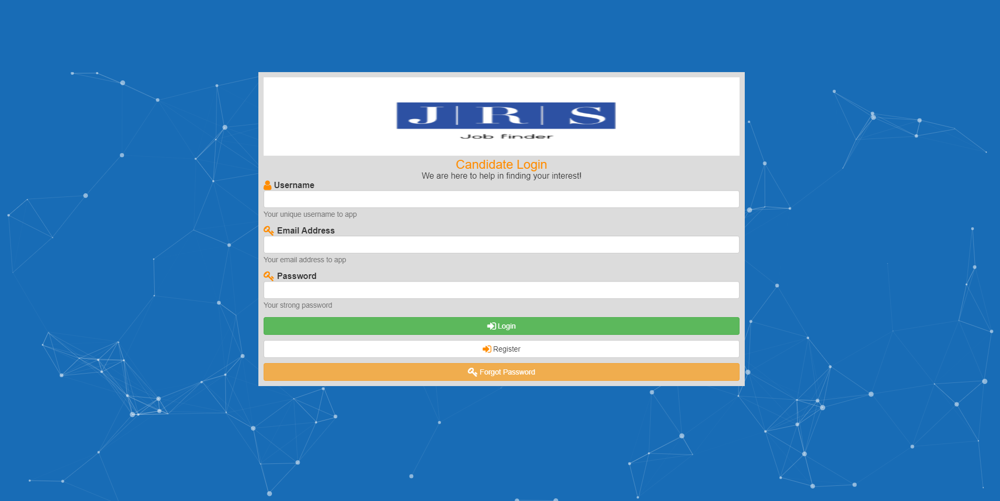 J|R|S
Job finder
Candidate Login
We are here to help in finding your interest!
Username
Your unique username to app
Email Address
Your email address to app
Password
Your strong password
Login
Register
Forgot Password